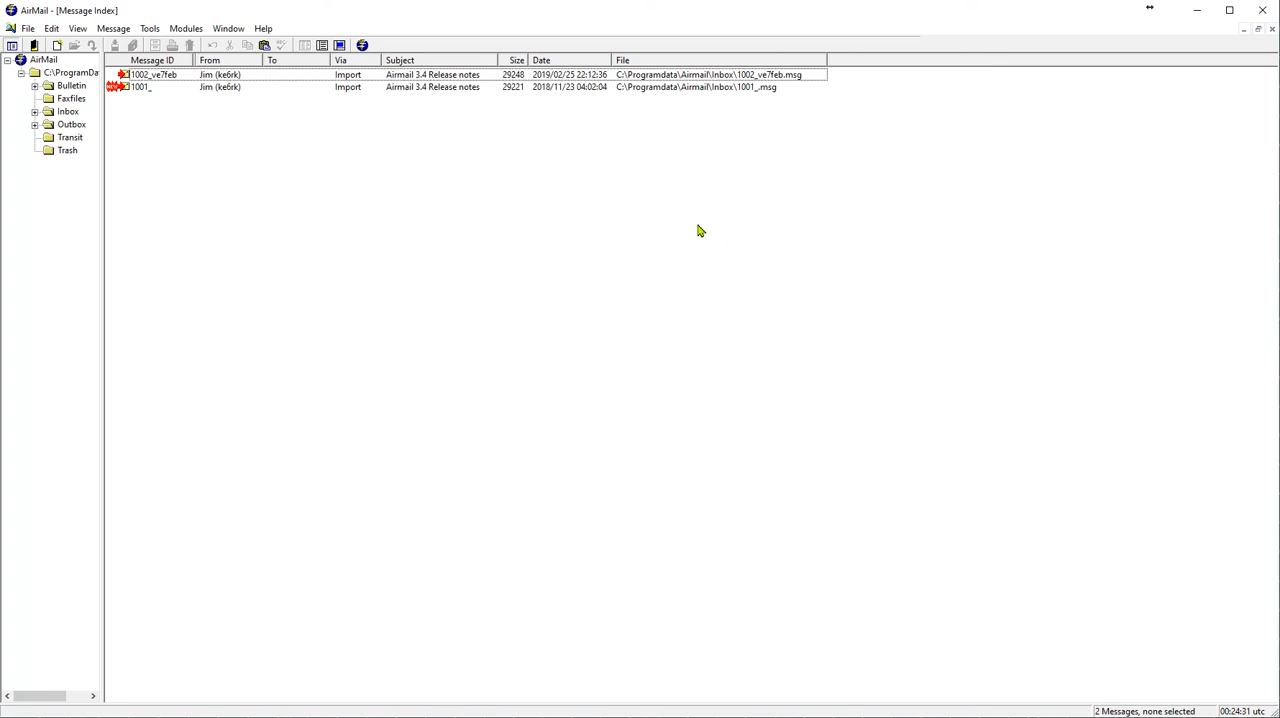 AirMail - [Message Index]
File Edit View Message Tools Modules Window Help
AirMail
C:\ProgramDa
Bulletin
Faxfiles
Inbox
Outbox
Transit
Trash
Message ID From To Via Subject Size Date File
1002_ve7feb Jim (ke6rk) Import Airmail 3.4 Release notes 29248 2019/02/25 22:12:36 C:\Programdata\Airmail\Inbox\1002_ve7feb.msg
NEW 1001_ Jim (ke6rk) Import Airmail 3.4 Release notes 29221 2018/11/23 04:02:04 C:\Programdata\Airmail\Inbox\1001_.msg
2 Messages, none selected 00:24:31 utc